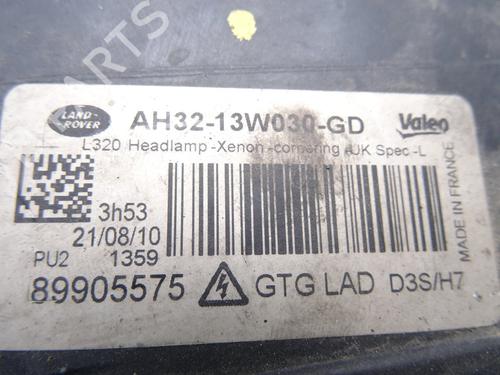 PARTS
LAND-
ROVER
AH32-13W030-GD
Valeo
L320 Headlamp -Xenon -cornering -UK Spec -L
3h53
21/08/10
PU2 1359
89905575 GTG LAD D3S/H7
MADE IN FRANCE